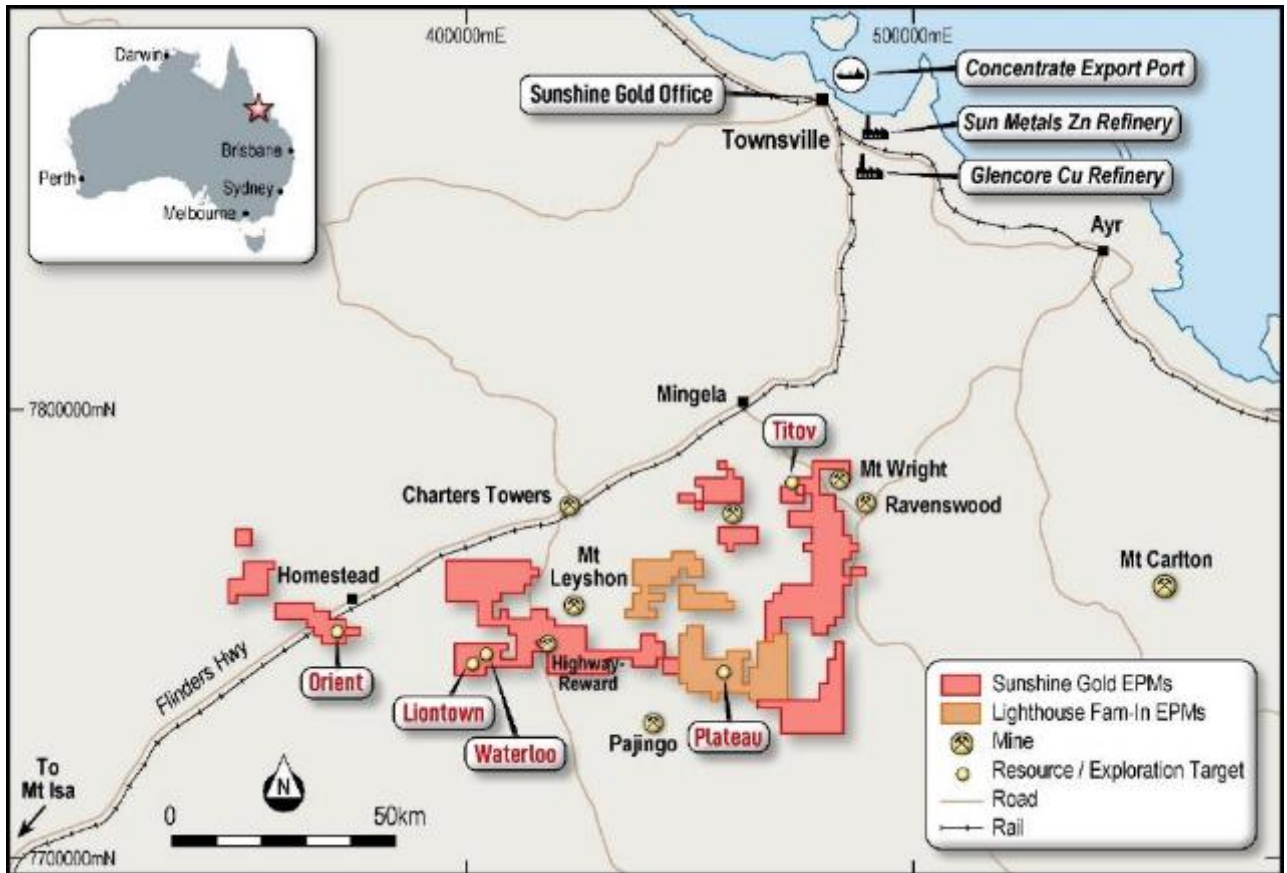 Darwin
Perth
Brisbane
Sydney
Melbourne
400000mE
500000mE
Concentrate Export Port
Sunshine Gold Office
Sun Metals Zn Refinery
Townsville
Glencore Cu Refinery
Ayr
Mingela
7800000mN
Titov
Mt Wright
Charters Towers
Ravenswood
Mt
Leyshon
Mt Carlton
Homestead
Highway-
Reward
Flinders Hwy
Orient
Liontown
Waterloo
Pajingo
Plateau
To
Mt Isa
N
0
50km
7700000mN
Sunshine Gold EPMs
Lighthouse Fam-In EPMs
Mine
Resource / Exploration Target
Road
Rail